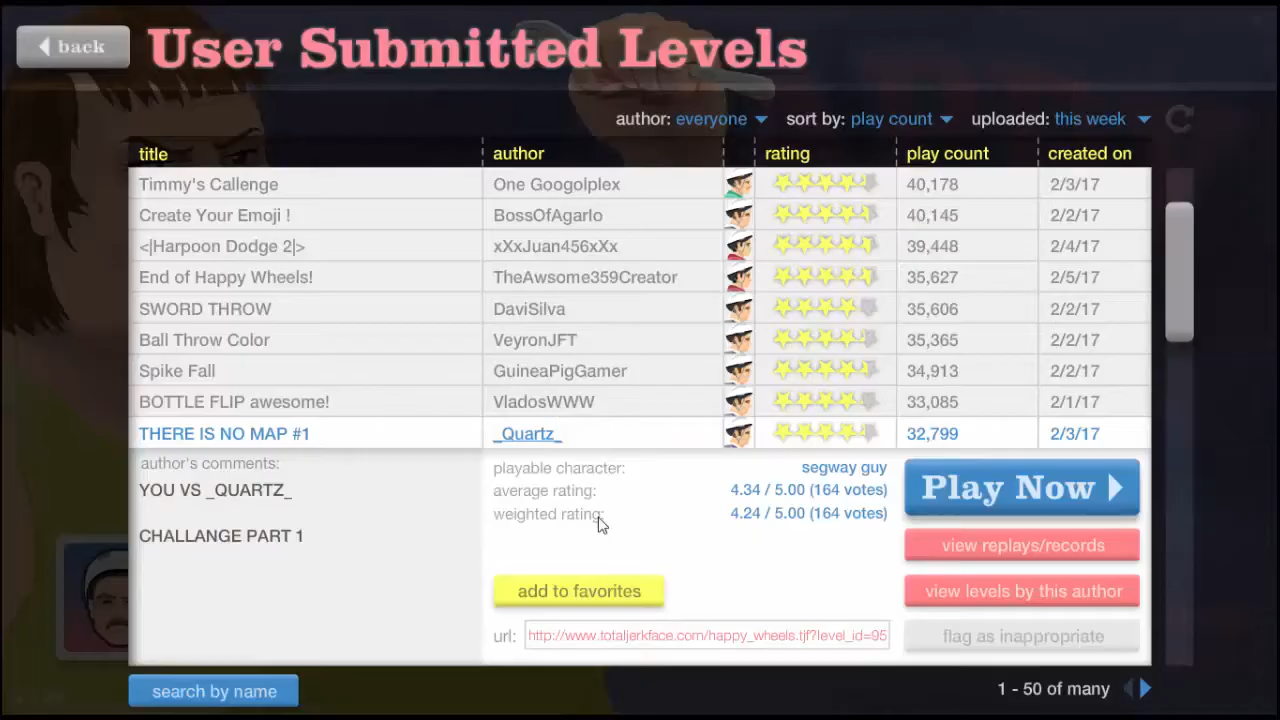 back
User Submitted Levels
author: everyone sort by: play count uploaded: this week
title author rating play count created on
Timmy's Callenge One Googolplex 40,178 2/3/17
Create Your Emoji ! BossOfAgarIo 40,145 2/2/17
<|Harpoon Dodge 2|> xXxJuan456xXx 39,448 2/4/17
End of Happy Wheels! TheAwsome359Creator 35,627 2/5/17
SWORD THROW DaviSilva 35,606 2/2/17
Ball Throw Color VeyronJFT 35,365 2/2/17
Spike Fall GuineaPigGamer 34,913 2/2/17
BOTTLE FLIP awesome! VladosWWW 33,085 2/1/17
THERE IS NO MAP #1 _Quartz_ 32,799 2/3/17
author's comments:
YOU VS _QUARTZ_
CHALLANGE PART 1
playable character: segway guy
average rating: 4.34 / 5.00 (164 votes)
weighted rating: 4.24 / 5.00 (164 votes)
add to favorites
url: http://www.totaljerkface.com/happy_wheels.tjf?level_id=95
Play Now
view replays/records
view levels by this author
flag as inappropriate
search by name
1 - 50 of many